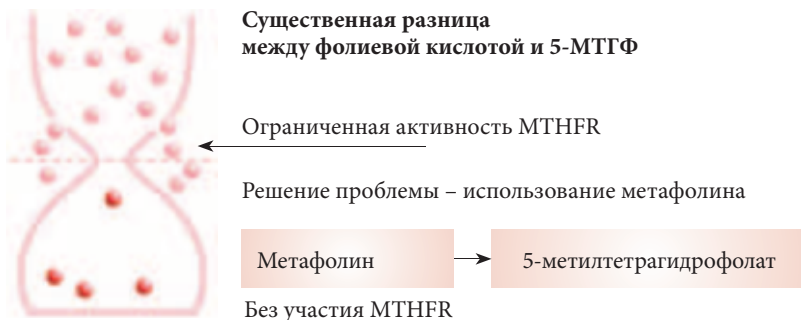 Существенная разница
между фолиевой кислотой и 5-МТГФ
Ограниченная активность MTHFR
Решение проблемы – использование метафолина
Метафолин
5-метилтетрагидрофолат
Без участия MTHFR